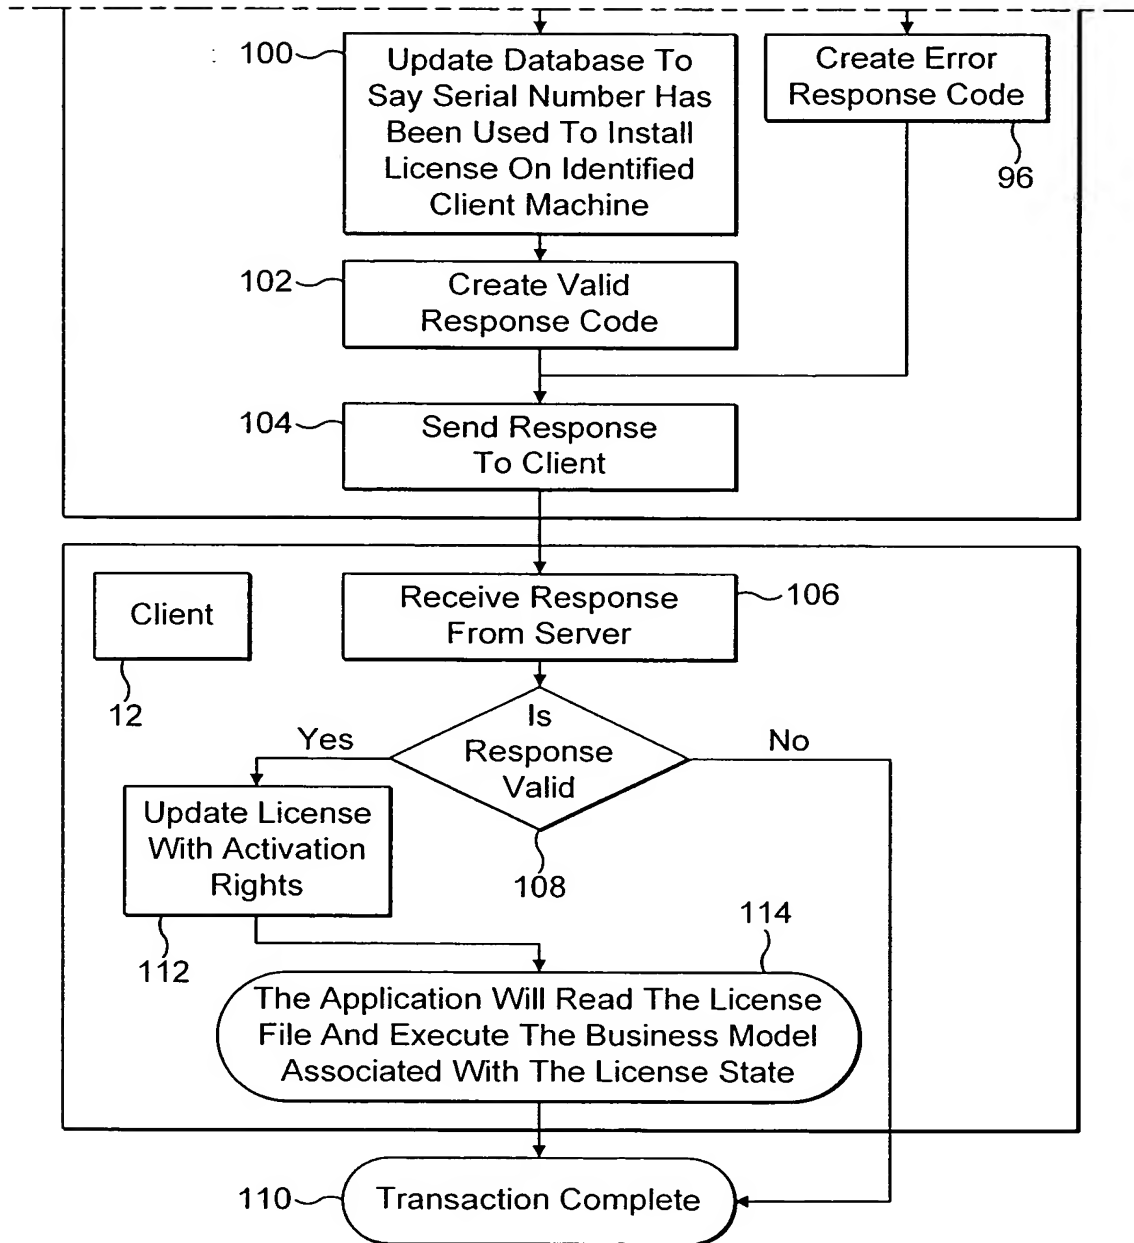 100
Update Database To
Say Serial Number Has
Been Used To Install
License On Identified
Client Machine
Create Error
Response Code
96
102
Create Valid
Response Code
104
Send Response
To Client
Client
12
Receive Response
From Server
106
Is
Response
Valid
Yes
No
108
Update License
With Activation
Rights
112
114
The Application Will Read The License
File And Execute The Business Model
Associated With The License State
110
Transaction Complete